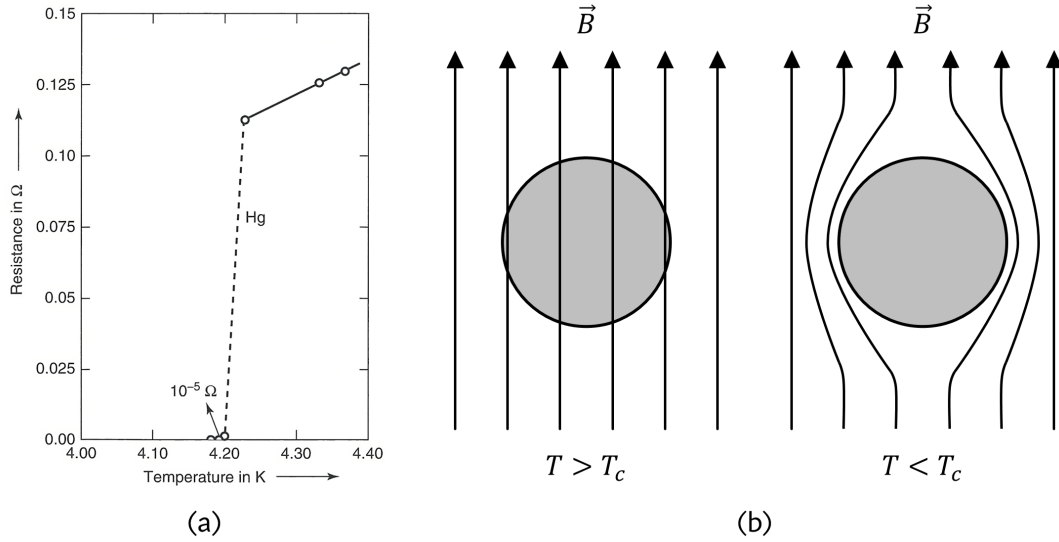 0.15
0.125
0.10
0.075
0.05
0.025
0.00
Resistance in Ω
Hg
10⁻⁵ Ω
4.00 4.10 4.20 4.30 4.40
Temperature in K
(a)
B⃗ B⃗
T > T_c T < T_c
(b)